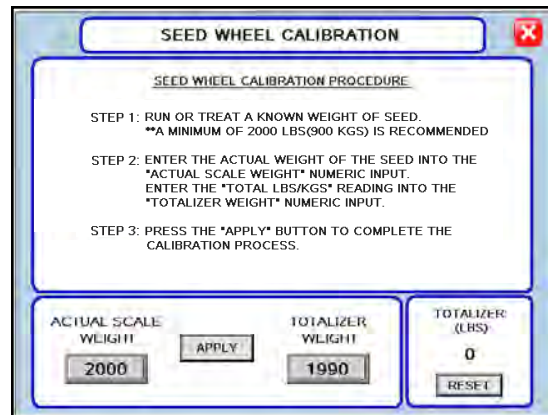 SEED WHEEL CALIBRATION
SEED WHEEL CALIBRATION PROCEDURE
STEP 1: RUN OR TREAT A KNOWN WEIGHT OF SEED.
**A MINIMUM OF 2000 LBS(900 KGS) IS RECOMMENDED
STEP 2: ENTER THE ACTUAL WEIGHT OF THE SEED INTO THE
"ACTUAL SCALE WEIGHT" NUMERIC INPUT.
ENTER THE "TOTAL LBS/KGS" READING INTO THE
"TOTALIZER WEIGHT" NUMERIC INPUT.
STEP 3: PRESS THE "APPLY" BUTTON TO COMPLETE THE
CALIBRATION PROCESS.
ACTUAL SCALE
WEIGHT
2000
APPLY
TOTALIZER
WEIGHT
1990
TOTALIZER
(LBS)
0
RESET